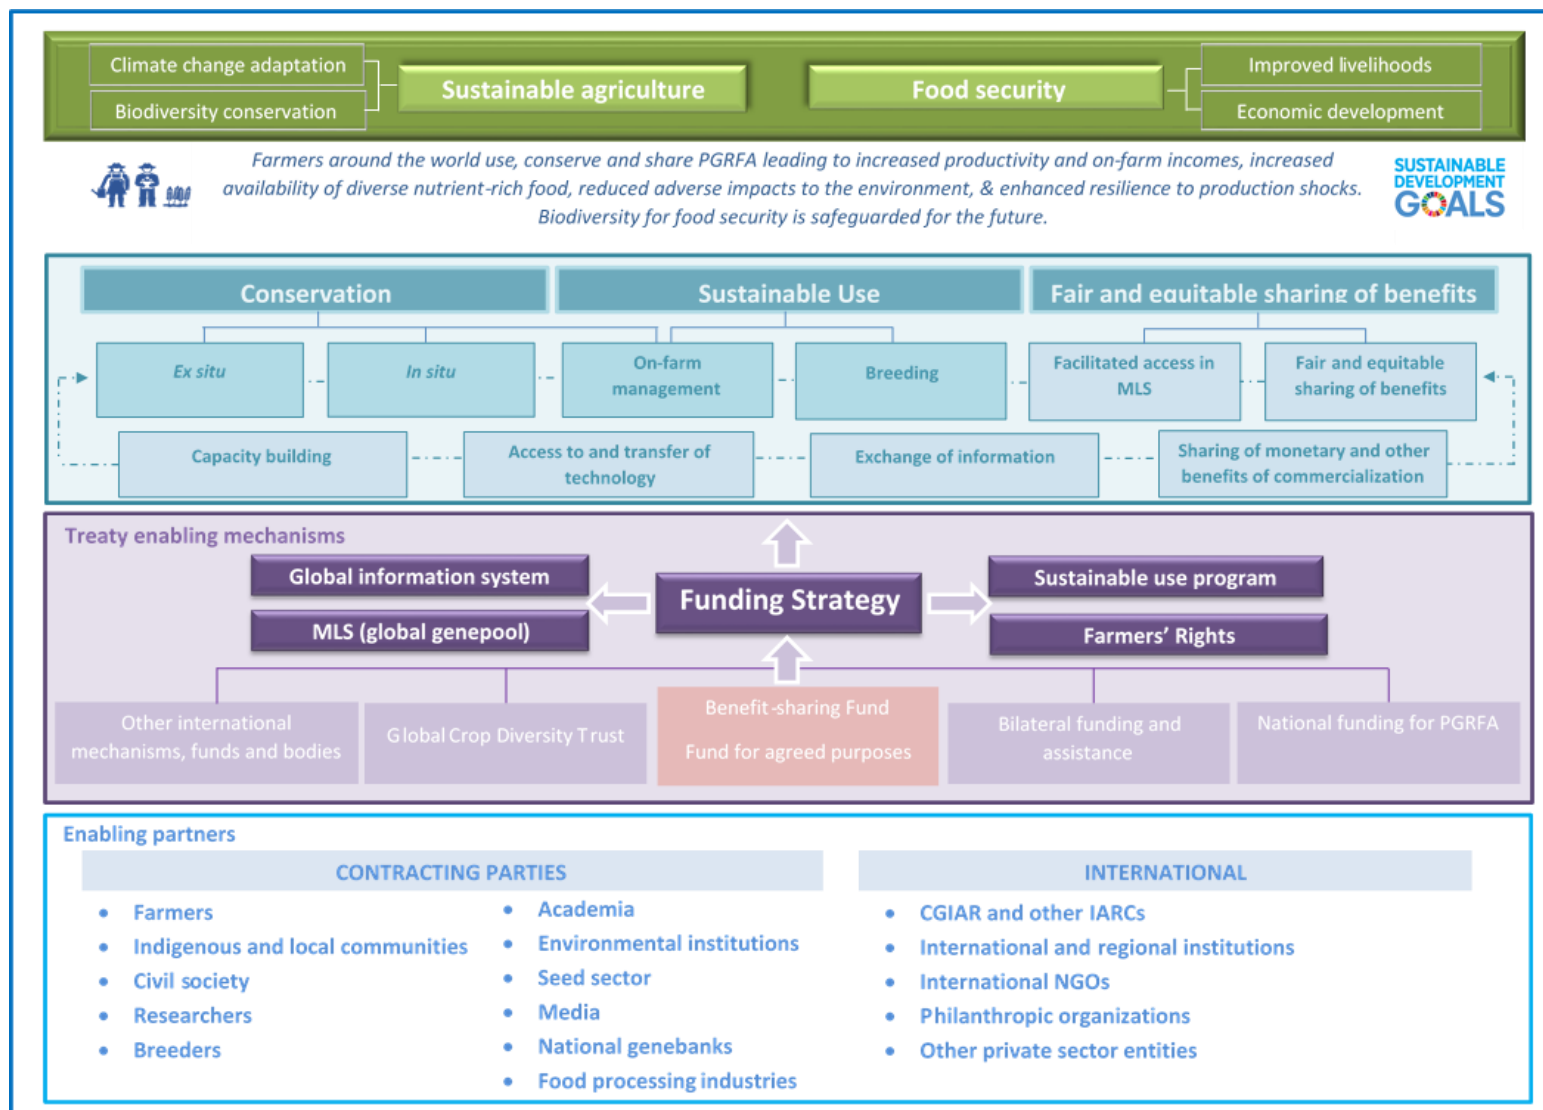 Climate change adaptation
Biodiversity conservation
Sustainable agriculture
Food security
Improved livelihoods
Economic development
Farmers around the world use, conserve and share PGRFA leading to increased productivity and on-farm incomes, increased
availability of diverse nutrient-rich food, reduced adverse impacts to the environment, & enhanced resilience to production shocks.
Biodiversity for food security is safeguarded for the future.
SUSTAINABLE
DEVELOPMENT
GOALS
Conservation
Sustainable Use
Fair and equitable sharing of benefits
Ex situ
In situ
On-farm
management
Breeding
Facilitated access in
MLS
Fair and equitable
sharing of benefits
Capacity building
Access to and transfer of
technology
Exchange of information
Sharing of monetary and other
benefits of commercialization
Treaty enabling mechanisms
Global information system
MLS (global genepool)
Funding Strategy
Sustainable use program
Farmers’ Rights
Other international
mechanisms, funds and bodies
Global Crop Diversity Trust
Benefit-sharing Fund
Fund for agreed purposes
Bilateral funding and
assistance
National funding for PGRFA
Enabling partners
CONTRACTING PARTIES
• Farmers
• Indigenous and local communities
• Civil society
• Researchers
• Breeders
• Academia
• Environmental institutions
• Seed sector
• Media
• National genebanks
• Food processing industries
INTERNATIONAL
• CGIAR and other IARCs
• International and regional institutions
• International NGOs
• Philanthropic organizations
• Other private sector entities